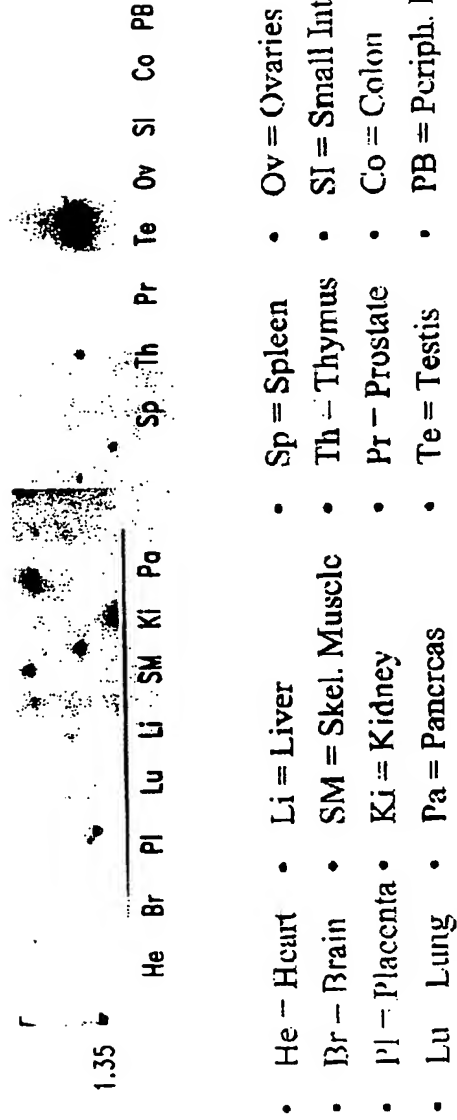 1.35
He Br Pl Lu Li SM Ki Pa Sp Th Pr Te Ov SI Co PB
• He – Heart
• Br – Brain
• Pl – Placenta
• Lu Lung
• Li = Liver
• SM = Skel. Muscle
• Ki = Kidney
• Pa = Pancreas
• Sp = Spleen
• Th – Thymus
• Pr – Prostate
• Te = Testis
• Ov = Ovaries
• SI = Small Int
• Co = Colon
• PB = Periph.